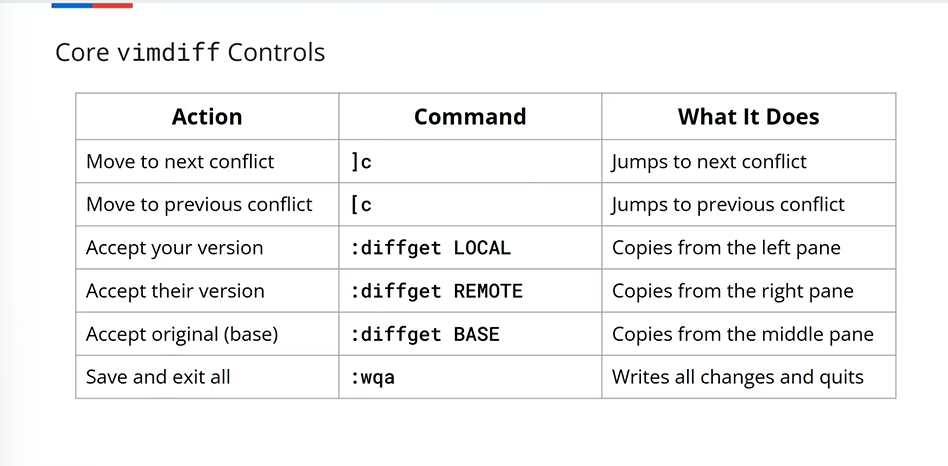 Core vimdiff Controls
Action Command What It Does
Move to next conflict ]c Jumps to next conflict
Move to previous conflict [c Jumps to previous conflict
Accept your version :diffget LOCAL Copies from the left pane
Accept their version :diffget REMOTE Copies from the right pane
Accept original (base) :diffget BASE Copies from the middle pane
Save and exit all :wqa Writes all changes and quits